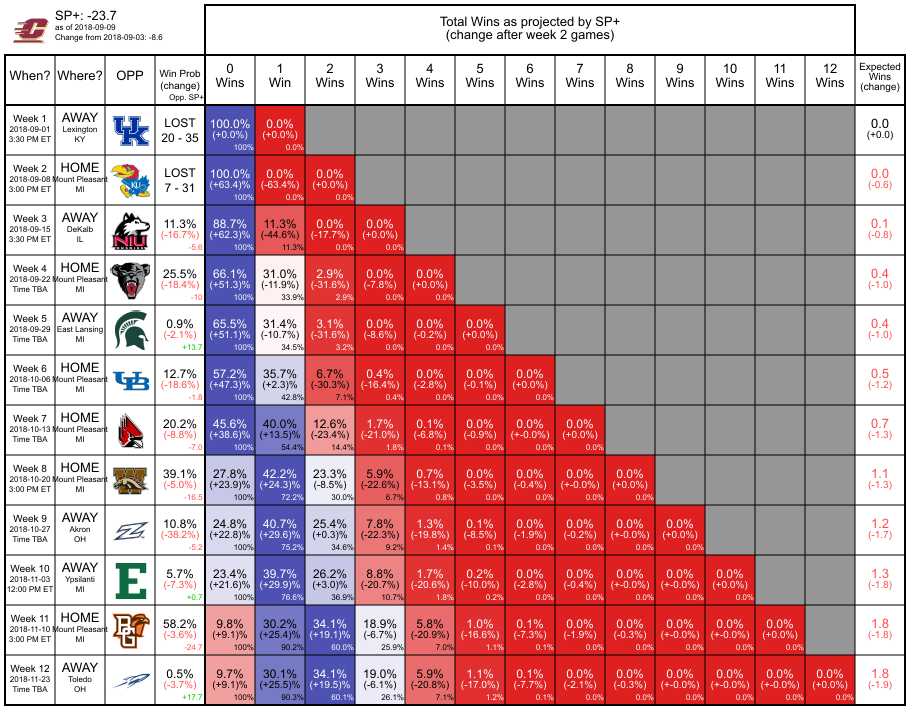 SP+: -23.7
as of 2018-09-09
Change from 2018-09-03: -8.6
Total Wins as projected by SP+
(change after week 2 games)
When? Where? OPP Win Prob (change) Opp. SP+ 0 Wins 1 Win 2 Wins 3 Wins 4 Wins 5 Wins 6 Wins 7 Wins 8 Wins 9 Wins 10 Wins 11 Wins 12 Wins Expected Wins (change)
Week 1 AWAY LOST 100.0% 0.0% 0.0
2018-09-01 Lexington 20 - 35 (+0.0%) (+0.0)
3:30 PM ET KY 100% 0.0%
Week 2 HOME LOST 100.0% 0.0% 0.0% 0.0
2018-09-08 Mount Pleasant KU 7 - 31 (+63.4%) (-63.4%) (+0.0%) (-0.6)
3:00 PM ET MI 100% 0.0% 0.0%
Week 3 AWAY 11.3% 88.7% 11.3% 0.0% 0.0% 0.1
2018-09-15 DeKalb NIU (-16.7%) (+62.3%) (-44.6%) (-17.7%) (+0.0%) (-0.8)
3:30 PM ET IL -5.6 100% 11.3% 0.0% 0.0%
Week 4 HOME 25.5% 66.1% 31.0% 2.9% 0.0% 0.0% 0.4
2018-09-22 Mount Pleasant (-18.4%) (+51.3%) (-11.9%) (-31.6%) (-7.8%) (+0.0%) (-1.0)
Time TBA MI -10 100% 33.9% 2.9% 0.0% 0.0%
Week 5 AWAY 0.9% 65.5% 31.4% 3.1% 0.0% 0.0% 0.0% 0.4
2018-09-29 East Lansing (-2.1%) (+51.1%) (-10.7%) (-31.6%) (-8.6%) (-0.2%) (+0.0%) (-1.0)
Time TBA MI +13.7 100% 34.5% 3.2% 0.0% 0.0% 0.0%
Week 6 HOME 12.7% 57.2% 35.7% 6.7% 0.4% 0.0% 0.0% 0.0% 0.5
2018-10-06 Mount Pleasant UB (-18.6%) (+47.3%) (+2.3%) (-30.3%) (-16.4%) (-2.8%) (-0.1%) (+0.0%) (-1.2)
Time TBA MI -1.8 100% 42.8% 7.1% 0.4% 0.0% 0.0% 0.0%
Week 7 HOME 20.2% 45.6% 40.0% 12.6% 1.7% 0.1% 0.0% 0.0% 0.0% 0.7
2018-10-13 Mount Pleasant (-8.8%) (+38.6%) (+13.5%) (-23.4%) (-21.0%) (-6.8%) (-0.9%) (+-0.0%) (+0.0%) (-1.3)
Time TBA MI -7.0 100% 54.4% 14.4% 1.8% 0.1% 0.0% 0.0% 0.0%
Week 8 HOME 39.1% 27.8% 42.2% 23.3% 5.9% 0.7% 0.0% 0.0% 0.0% 0.0% 1.1
2018-10-20 Mount Pleasant W (-5.0%) (+23.9%) (+24.3%) (-8.5%) (-22.6%) (-13.1%) (-3.5%) (-0.4%) (+-0.0%) (+0.0%) (-1.3)
3:00 PM ET MI -16.5 100% 72.2% 30.0% 6.7% 0.8% 0.0% 0.0% 0.0% 0.0%
Week 9 AWAY 10.8% 24.8% 40.7% 25.4% 7.8% 1.3% 0.1% 0.0% 0.0% 0.0% 0.0% 1.2
2018-10-27 Akron (-38.2%) (+22.8%) (+29.6%) (+0.3%) (-22.3%) (-19.8%) (-8.5%) (-1.9%) (-0.2%) (+-0.0%) (+0.0%) (-1.7)
Time TBA OH -5.2 100% 75.2% 34.6% 9.2% 1.4% 0.1% 0.0% 0.0% 0.0% 0.0%
Week 10 AWAY 5.7% 23.4% 39.7% 26.2% 8.8% 1.7% 0.2% 0.0% 0.0% 0.0% 0.0% 0.0% 1.3
2018-11-03 Ypsilanti E (-7.3%) (+21.6%) (+29.9%) (+3.0%) (-20.7%) (-20.6%) (-10.0%) (-2.8%) (-0.4%) (+-0.0%) (+-0.0%) (+0.0%) (-1.8)
12:00 PM ET MI +0.7 100% 76.6% 36.9% 10.7% 1.8% 0.2% 0.0% 0.0% 0.0% 0.0% 0.0%
Week 11 HOME 58.2% 9.8% 30.2% 34.1% 18.9% 5.8% 1.0% 0.1% 0.0% 0.0% 0.0% 0.0% 0.0% 1.8
2018-11-10 Mount Pleasant BG (-3.6%) (+9.1%) (+25.4%) (+19.1%) (-6.7%) (-20.9%) (-16.6%) (-7.3%) (-1.9%) (-0.3%) (+-0.0%) (+-0.0%) (+0.0%) (-1.8)
3:00 PM ET MI -24.7 100% 90.2% 60.0% 25.9% 7.0% 1.1% 0.1% 0.0% 0.0% 0.0% 0.0% 0.0%
Week 12 AWAY 0.5% 9.7% 30.1% 34.1% 19.0% 5.9% 1.1% 0.1% 0.0% 0.0% 0.0% 0.0% 0.0% 0.0% 1.8
2018-11-23 Toledo (-3.7%) (+9.1%) (+25.5%) (+19.5)% (-6.1%) (-20.8%) (-17.0%) (-7.7%) (-2.1%) (-0.3%) (+-0.0%) (+-0.0%) (+-0.0%) (+0.0%) (-1.9)
Time TBA OH +17.7 100% 90.3% 60.1% 26.1% 7.1% 1.2% 0.1% 0.0% 0.0% 0.0% 0.0% 0.0% 0.0%